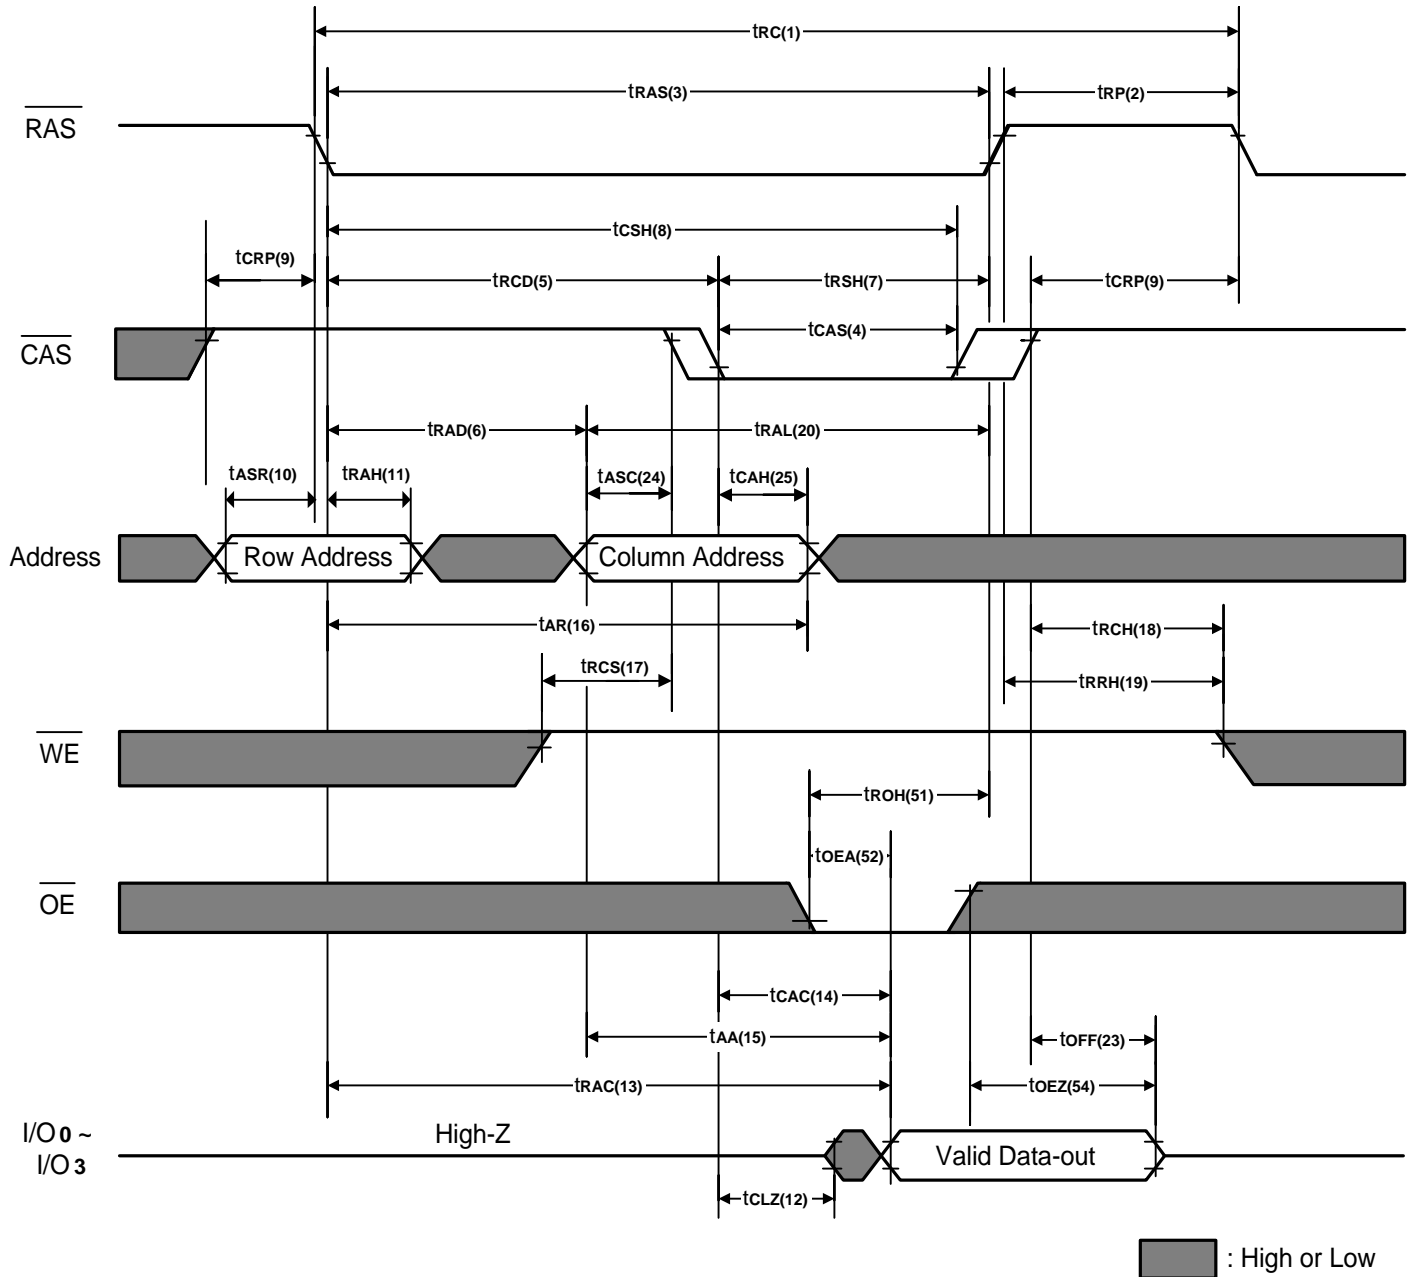 tRC(1)
tRAS(3)
tRP(2)
RAS
tCSH(8)
tCRP(9)
tRCD(5)
tRSH(7)
tCRP(9)
tCAS(4)
CAS
tRAD(6)
tRAL(20)
tASR(10)
tRAH(11)
tASC(24)
tCAH(25)
Address
Row Address
Column Address
tAR(16)
tRCH(18)
tRCS(17)
tRRH(19)
WE
tROH(51)
tOEA(52)
OE
tCAC(14)
tAA(15)
tOFF(23)
tRAC(13)
tOEZ(54)
I/O 0 ~
I/O 3
High-Z
Valid Data-out
tCLZ(12)
: High or Low